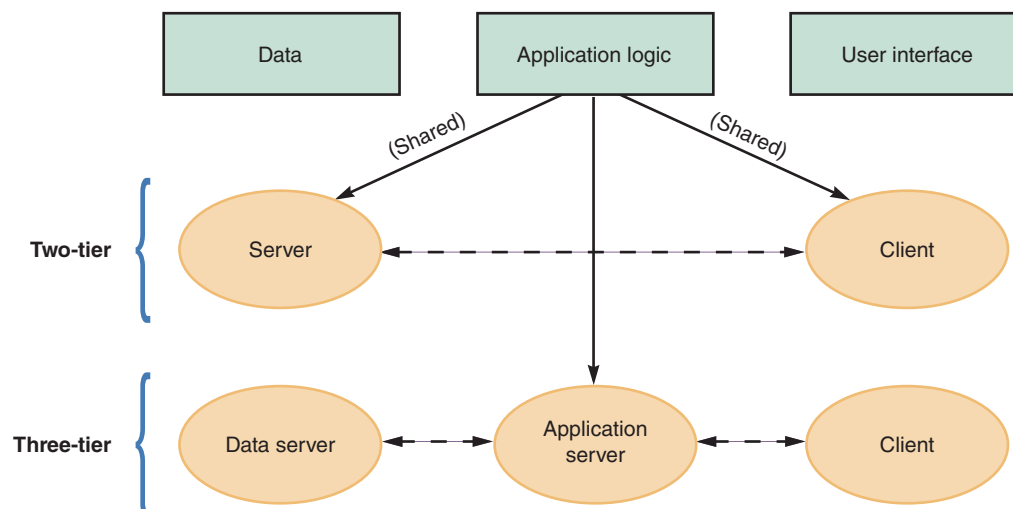 Data
Application logic
User interface
(Shared)
(Shared)
Two-tier
Server
Client
Three-tier
Data server
Application
server
Client